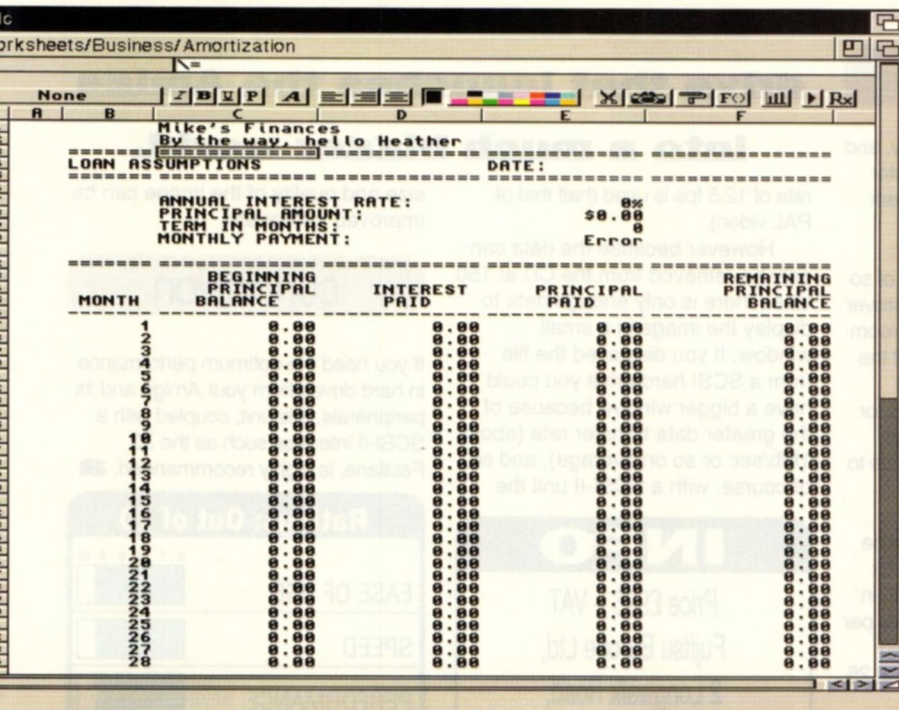 ic
orksheets/Business/Amortization
\=
None I B U P A F() Rx
A B C D E F
Mike's Finances
By the way, hello Heather
LOAN ASSUMPTIONS DATE:
ANNUAL INTEREST RATE: 0%
PRINCIPAL AMOUNT: $0.00
TERM IN MONTHS: 0
MONTHLY PAYMENT: Error
BEGINNING REMAINING
PRINCIPAL INTEREST PRINCIPAL PRINCIPAL
MONTH BALANCE PAID PAID BALANCE
1 0.00 0.00 0.00 0.00
2 0.00 0.00 0.00 0.00
3 0.00 0.00 0.00 0.00
4 0.00 0.00 0.00 0.00
5 0.00 0.00 0.00 0.00
6 0.00 0.00 0.00 0.00
7 0.00 0.00 0.00 0.00
8 0.00 0.00 0.00 0.00
9 0.00 0.00 0.00 0.00
10 0.00 0.00 0.00 0.00
11 0.00 0.00 0.00 0.00
12 0.00 0.00 0.00 0.00
13 0.00 0.00 0.00 0.00
14 0.00 0.00 0.00 0.00
15 0.00 0.00 0.00 0.00
16 0.00 0.00 0.00 0.00
17 0.00 0.00 0.00 0.00
18 0.00 0.00 0.00 0.00
19 0.00 0.00 0.00 0.00
20 0.00 0.00 0.00 0.00
21 0.00 0.00 0.00 0.00
22 0.00 0.00 0.00 0.00
23 0.00 0.00 0.00 0.00
24 0.00 0.00 0.00 0.00
25 0.00 0.00 0.00 0.00
26 0.00 0.00 0.00 0.00
27 0.00 0.00 0.00 0.00
28 0.00 0.00 0.00 0.00